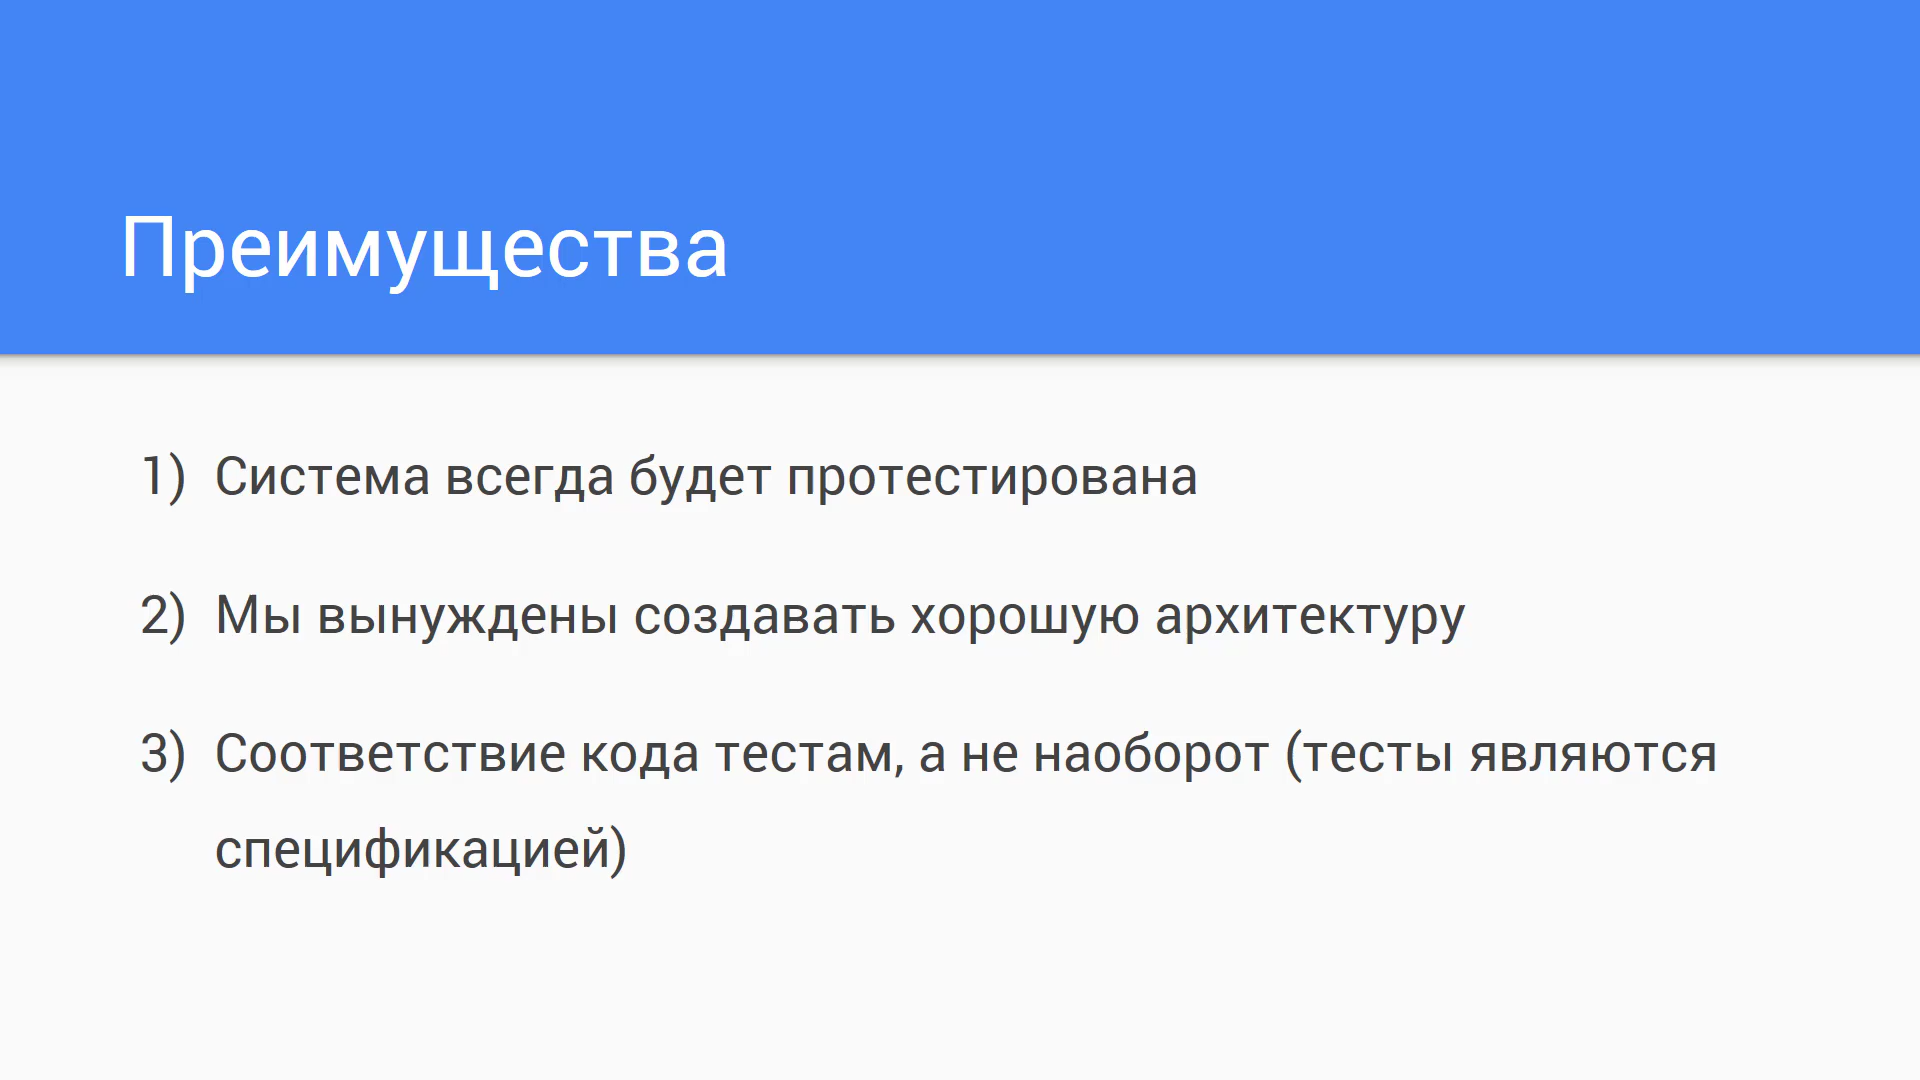 Преимущества
1) Система всегда будет протестирована
2) Мы вынуждены создавать хорошую архитектуру
3) Соответствие кода тестам, а не наоборот (тесты являются
спецификацией)